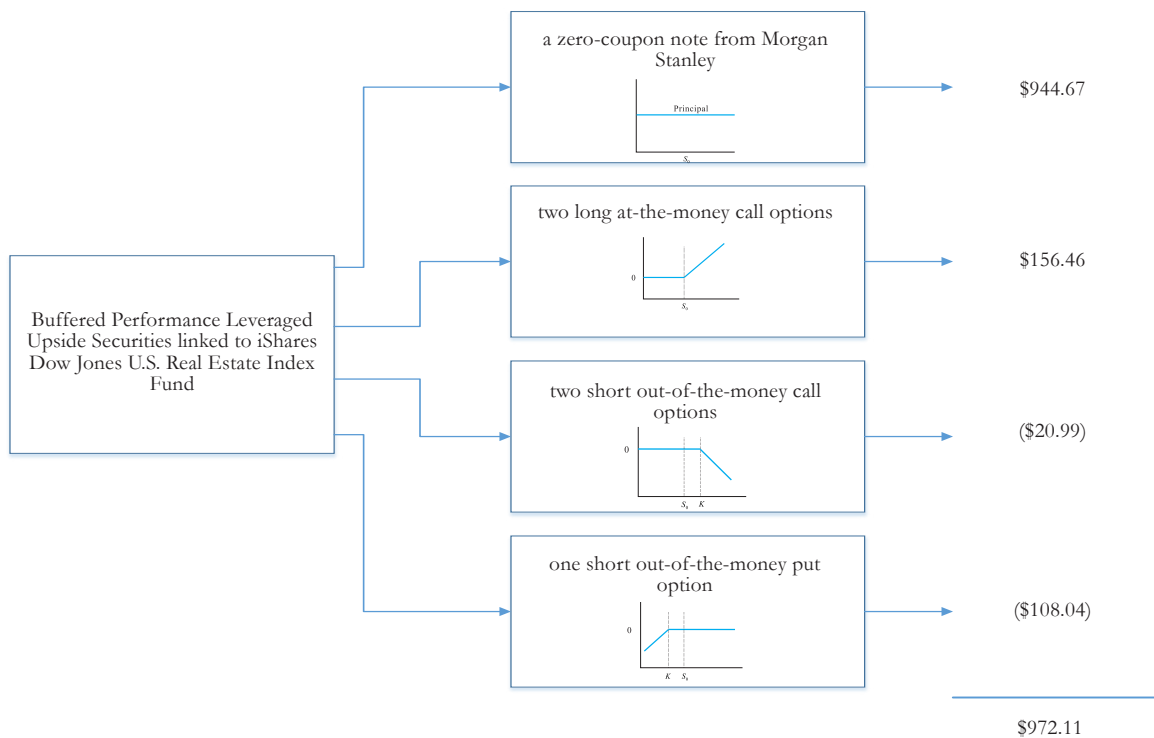 a zero-coupon note from Morgan
Stanley
Principal
S₀
$944.67
two long at-the-money call options
0
S₀
$156.46
Buffered Performance Leveraged
Upside Securities linked to iShares
Dow Jones U.S. Real Estate Index
Fund
two short out-of-the-money call
options
0
S₀ K
($20.99)
one short out-of-the-money put
option
0
K S₀
($108.04)
$972.11